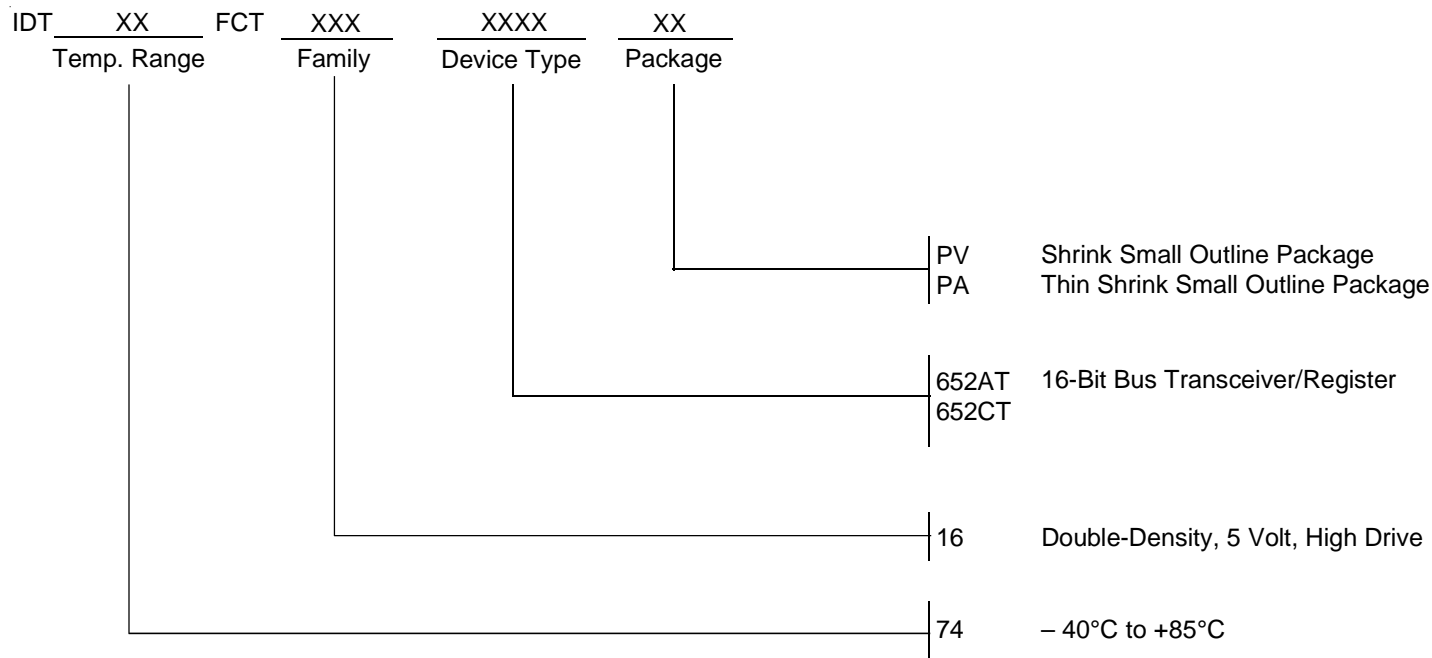 IDT XX FCT XXX XXXX XX
Temp. Range Family Device Type Package
PV Shrink Small Outline Package
PA Thin Shrink Small Outline Package
652AT 16-Bit Bus Transceiver/Register
652CT
16 Double-Density, 5 Volt, High Drive
74 – 40°C to +85°C